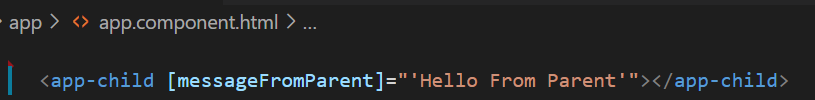 app > <> app.component.html > ...
<app-child [messageFromParent]="'Hello From Parent'"></app-child>